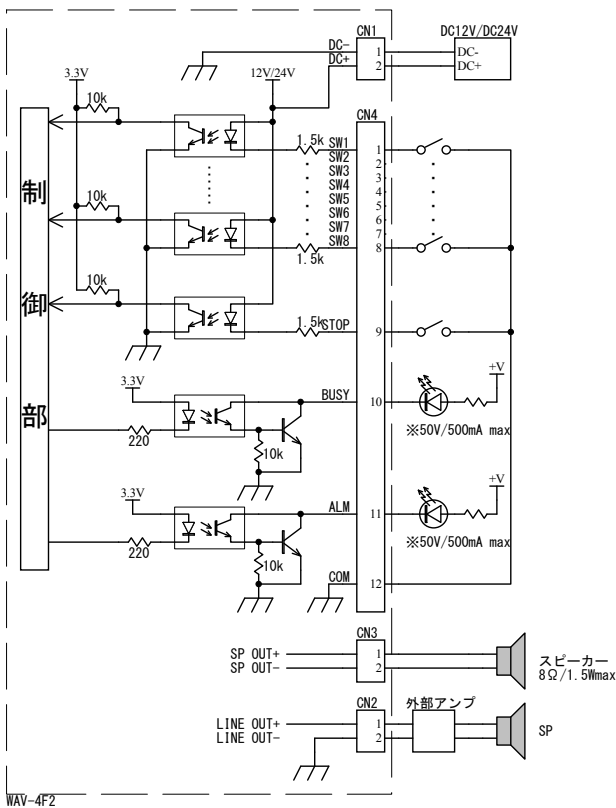 CN1
DC12V/DC24V
DC-
1
DC-
DC+
2
DC+
3.3V
12V/24V
10k
CN4
1.5k
SW1
1
SW2
2
SW3
3
制
SW4
4
10k
SW5
5
SW6
6
SW7
7
SW8
8
1.5k
10k
御
1.5k
STOP
9
3.3V
+V
BUSY
10
部
220
10k
※50V/500mA max
3.3V
+V
ALM
11
220
10k
※50V/500mA max
COM
12
CN3
SP OUT+
1
SP OUT-
2
スピーカー
8Ω/1.5Wmax
CN2
外部アンプ
LINE OUT+
1
LINE OUT-
2
SP
WAV-4F2